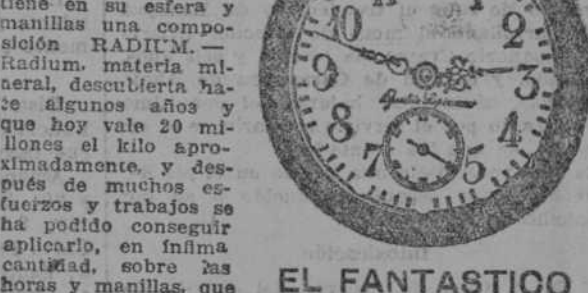 tiene en su esfera y
manillas una compo-
sición RADIUM.—
Radium. materia mi-
neral, descubierta ha-
ce algunos años y
que hoy vale 20 mi-
llones el kilo apro-
ximadamente, y des-
pués de muchos es-
fuerzos y trabajos se
ha podido conseguir
aplicarlo, en ínfima
cantidad, sobre las
horas y manillas, que
10
2
9
3
8
4
7
5
EL FANTASTICO